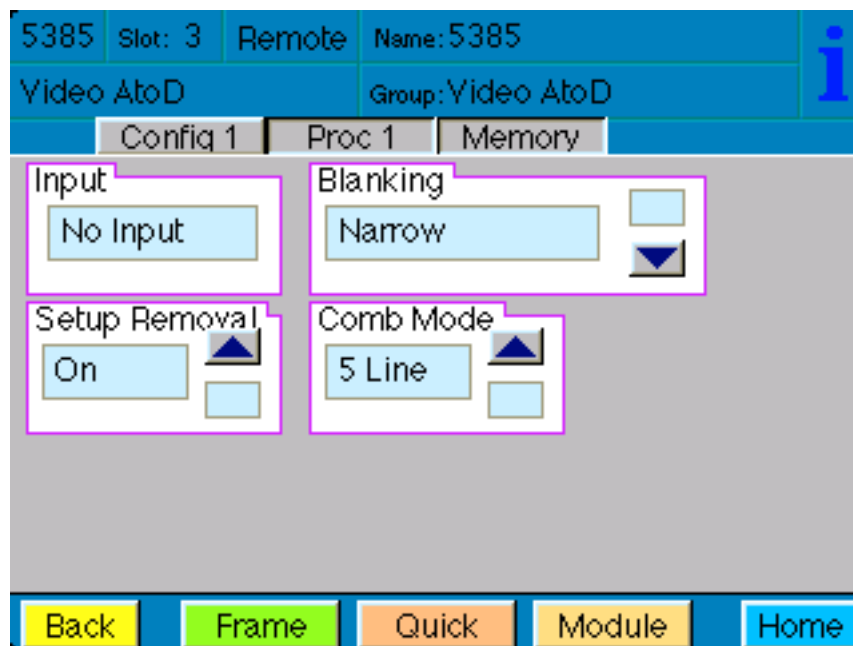 5385 Slot: 3 Remote Name:5385
Video AtoD Group:Video AtoD
i
Config 1 Proc 1 Memory
Input
No Input
Blanking
Narrow
Setup Removal
On
Comb Mode
5 Line
Back Frame Quick Module Home